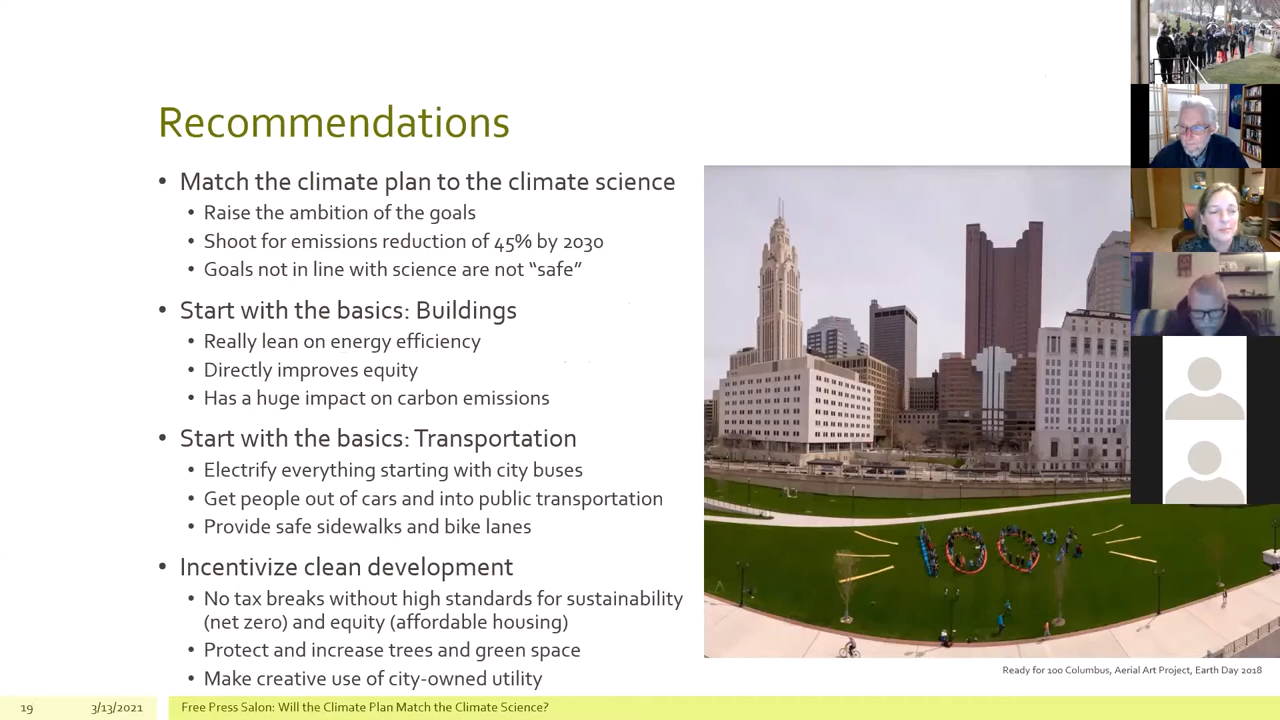 Recommendations
• Match the climate plan to the climate science
• Raise the ambition of the goals
• Shoot for emissions reduction of 45% by 2030
• Goals not in line with science are not “safe”
• Start with the basics: Buildings
• Really lean on energy efficiency
• Directly improves equity
• Has a huge impact on carbon emissions
• Start with the basics: Transportation
• Electrify everything starting with city buses
• Get people out of cars and into public transportation
• Provide safe sidewalks and bike lanes
• Incentivize clean development
• No tax breaks without high standards for sustainability
(net zero) and equity (affordable housing)
• Protect and increase trees and green space
• Make creative use of city-owned utility
100%
Ready for 100 Columbus, Aerial Art Project, Earth Day 2018
19 3/13/2021 Free Press Salon: Will the Climate Plan Match the Climate Science?